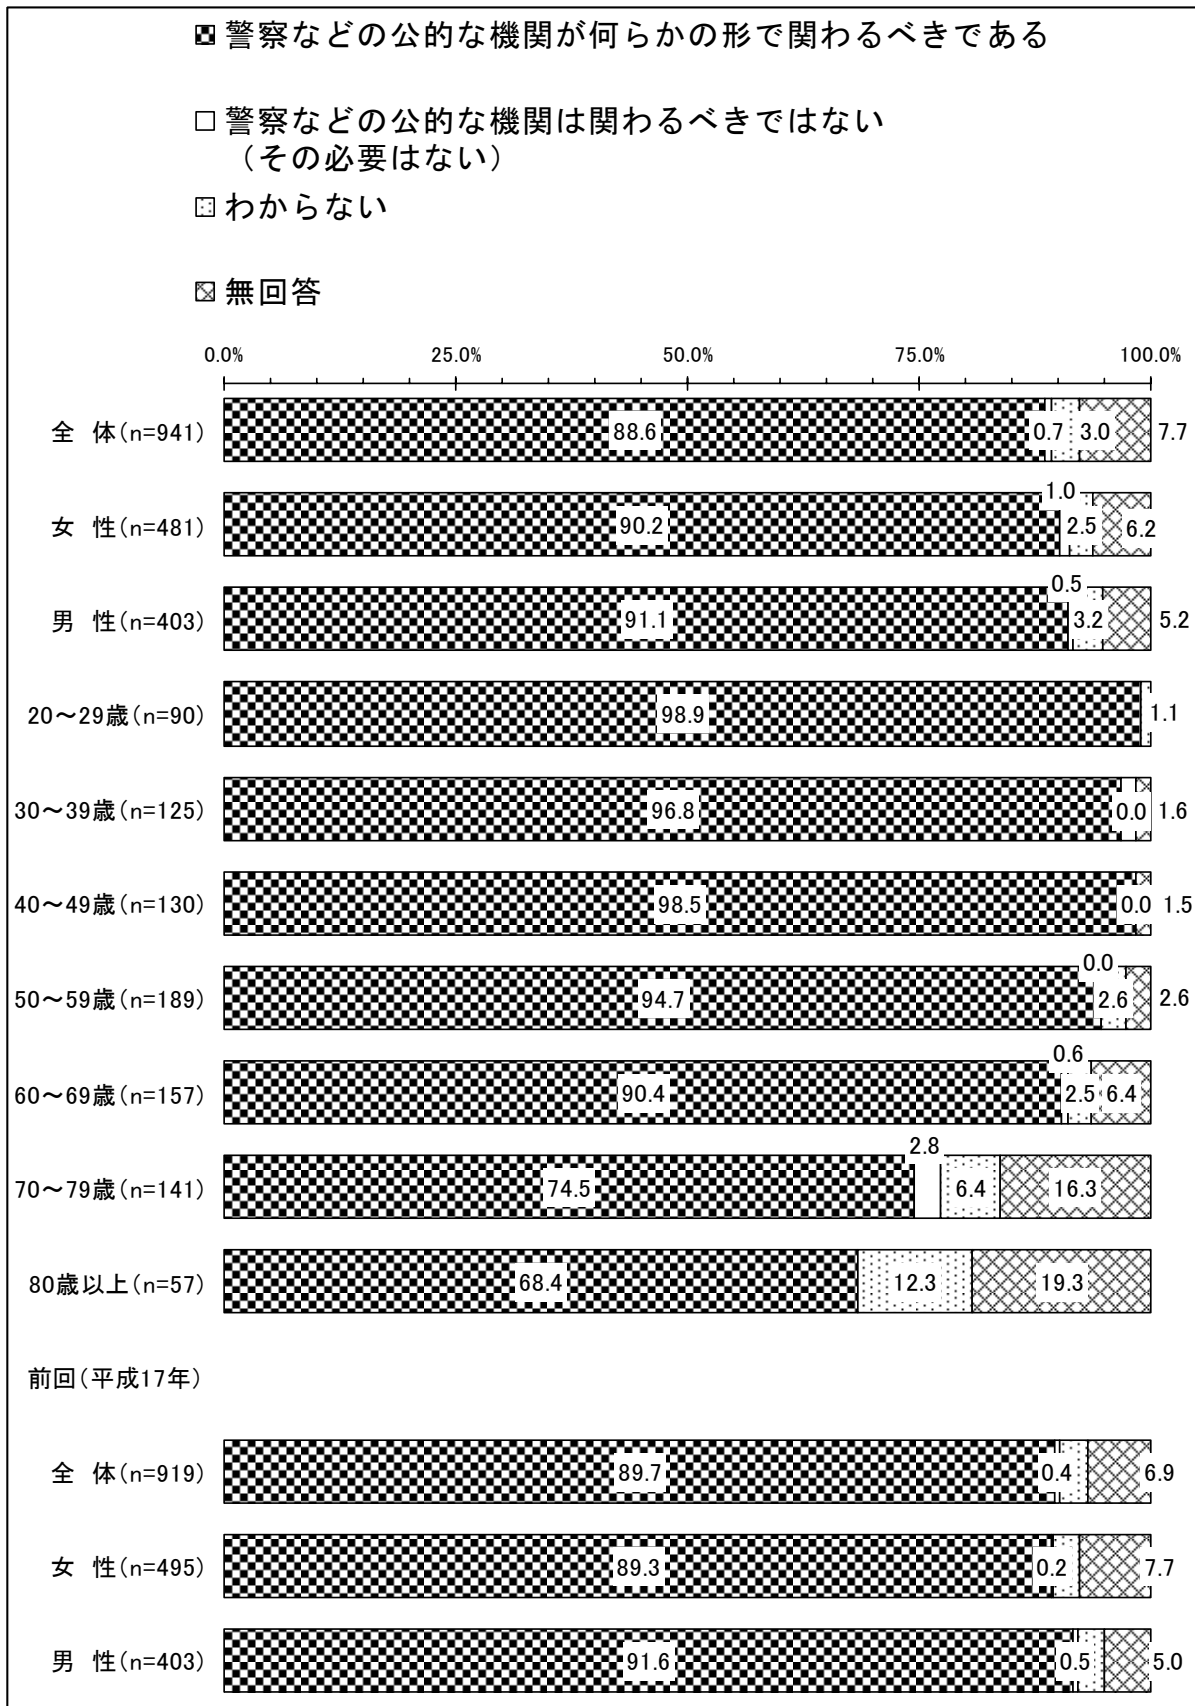 警察などの公的な機関が何らかの形で関わるべきである
警察などの公的な機関は関わるべきではない
（その必要はない）
わからない
無回答
0.0% 25.0% 50.0% 75.0% 100.0%
全 体(n=941) 88.6 0.7 3.0 7.7
1.0
女 性(n=481) 90.2 2.5 6.2
0.5
男 性(n=403) 91.1 3.2 5.2
20～29歳(n=90) 98.9 1.1
30～39歳(n=125) 96.8 0.0 1.6
40～49歳(n=130) 98.5 0.0 1.5
0.0
50～59歳(n=189) 94.7 2.6 2.6
0.6
60～69歳(n=157) 90.4 2.5 6.4
2.8
70～79歳(n=141) 74.5 6.4 16.3
80歳以上(n=57) 68.4 12.3 19.3
前回(平成17年)
全 体(n=919) 89.7 0.4 6.9
女 性(n=495) 89.3 0.2 7.7
男 性(n=403) 91.6 0.5 5.0